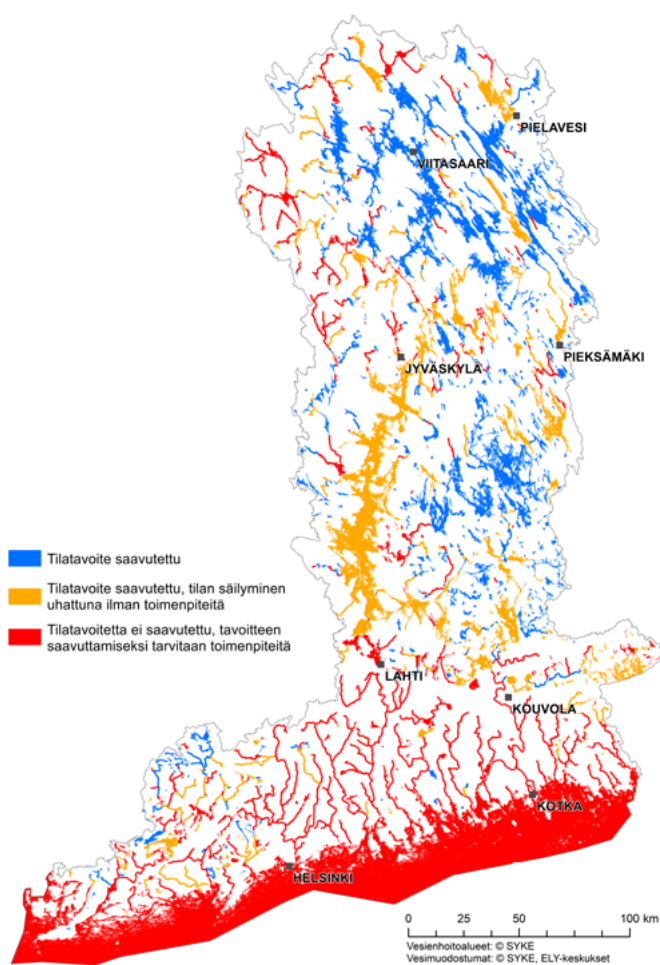 PIELAVESI
VIITASAARI
PIEKSÄMÄKI
JYVÄSKYLÄ
Tilatavoite saavutettu
Tilatavoite saavutettu, tilan säilyminen
uhattuna ilman toimenpiteitä
Tilatavoitetta ei saavutettu, tavoitteen
saavuttamiseksi tarvitaan toimenpiteitä
LAHTI
KOUVOLA
KOTKA
HELSINKI
0 25 50 100 km
Vesienhoitoalueet: © SYKE
Vesimuodostumat: © SYKE, ELY-keskukset